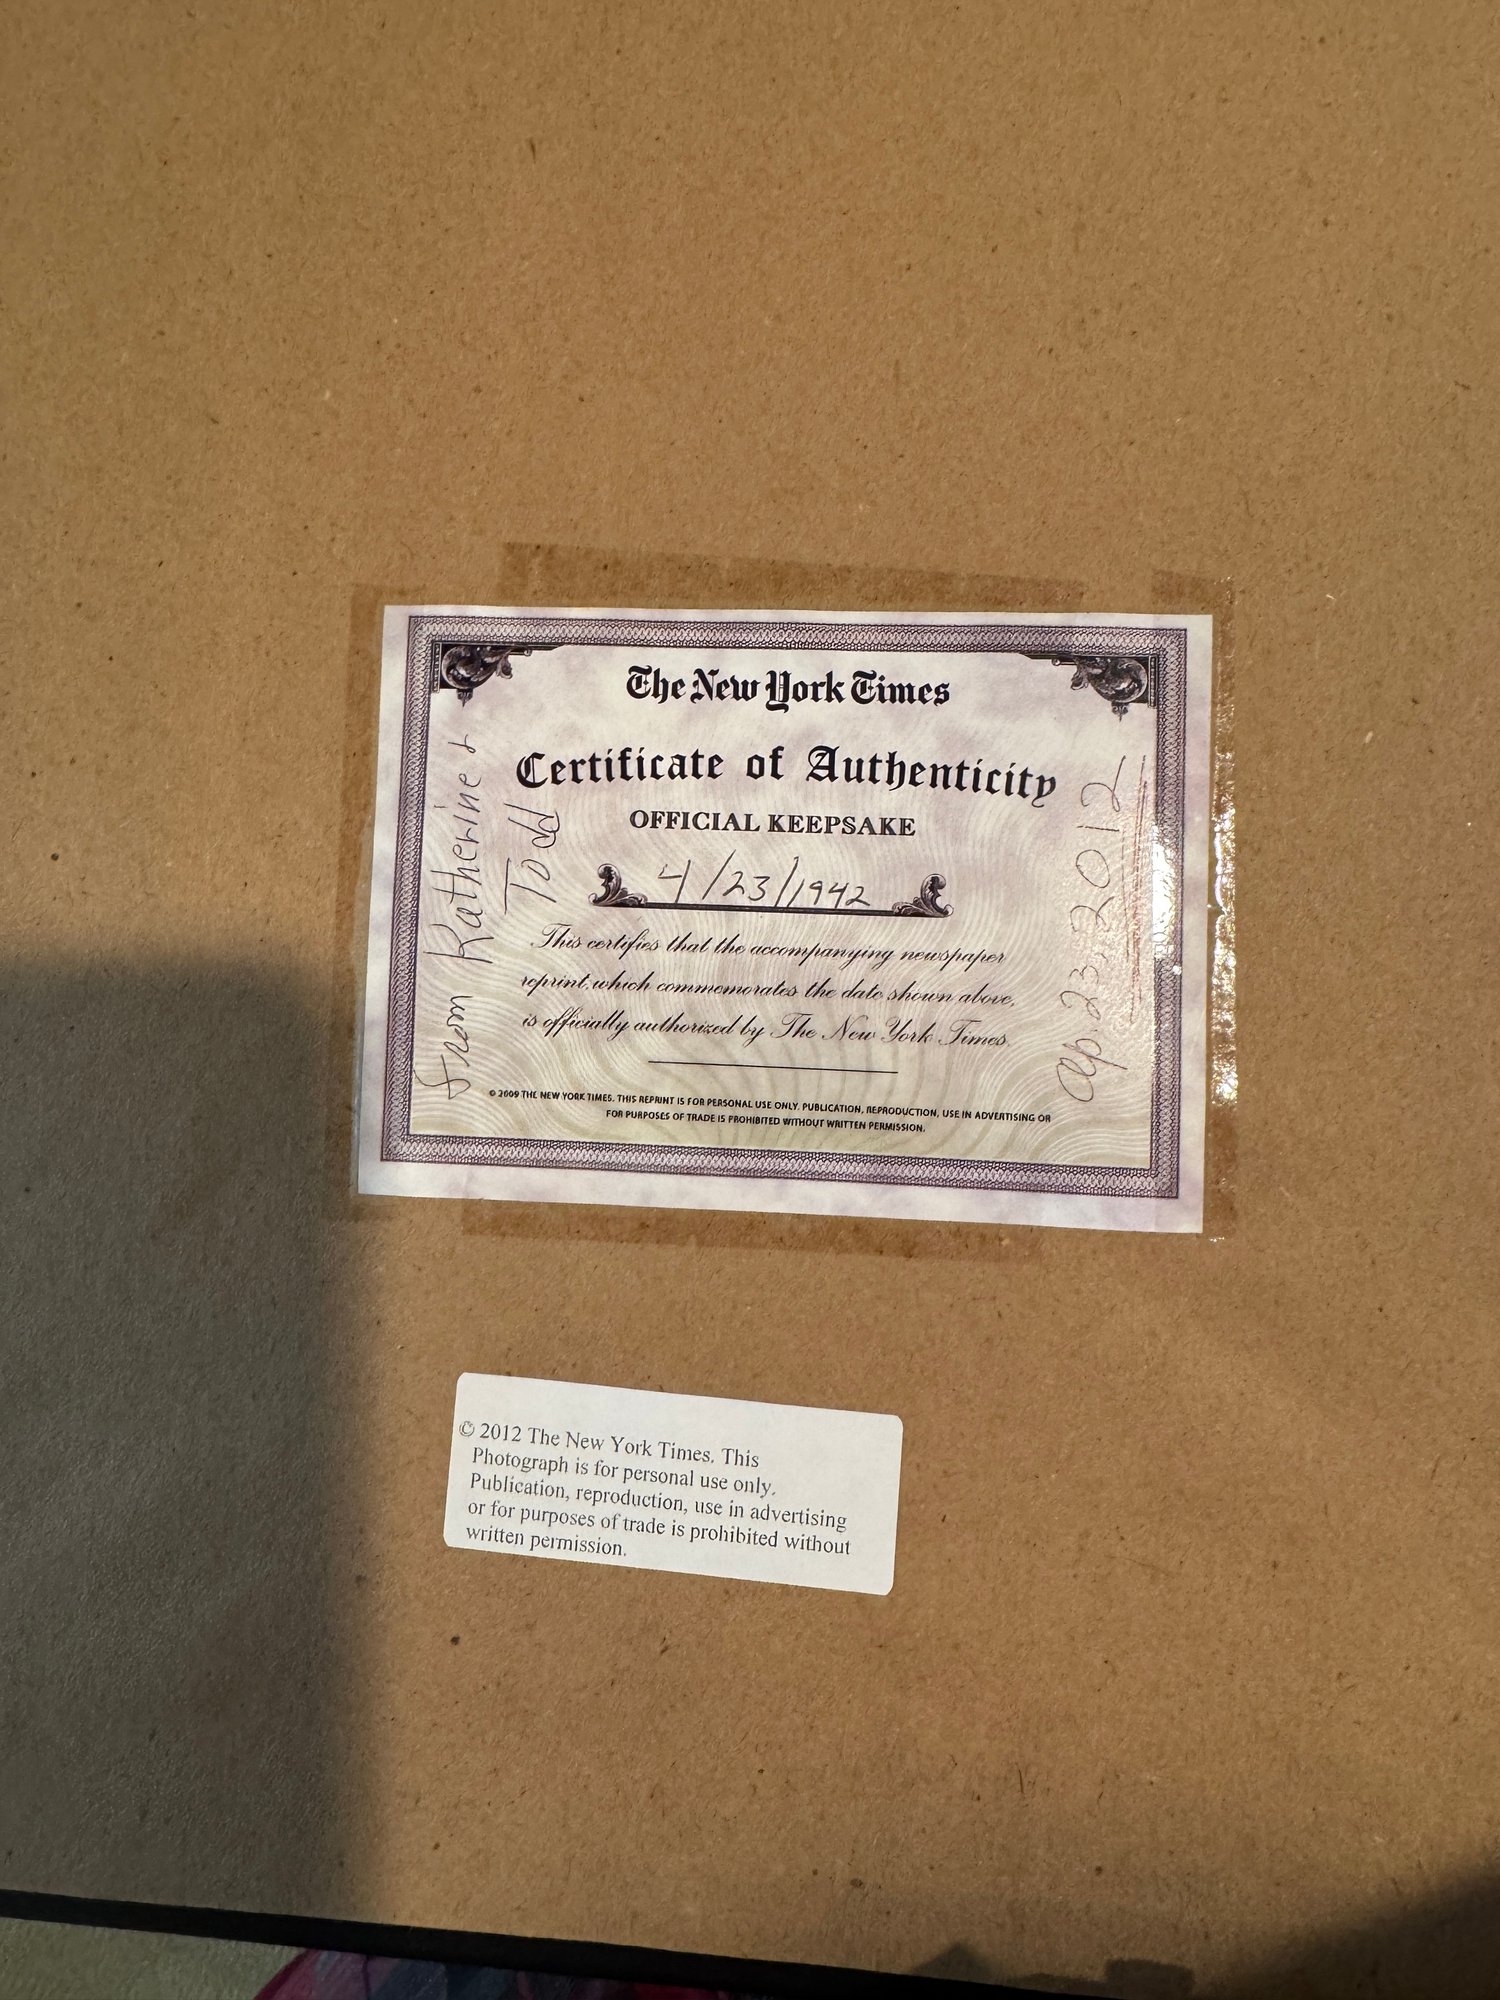 The New York Times
Certificate of Authenticity
OFFICIAL KEEPSAKE
4/23/1942
This certifies that the accompanying newspaper
reprint, which commemorates the date shown above,
is officially authorized by The New York Times.
© 2009 THE NEW YORK TIMES. THIS REPRINT IS FOR PERSONAL USE ONLY. PUBLICATION, REPRODUCTION, USE IN ADVERTISING OR
FOR PURPOSES OF TRADE IS PROHIBITED WITHOUT WRITTEN PERMISSION.
From Katherine &
Todd
Ap. 23, 2012
© 2012 The New York Times. This
Photograph is for personal use only.
Publication, reproduction, use in advertising
or for purposes of trade is prohibited without
written permission.